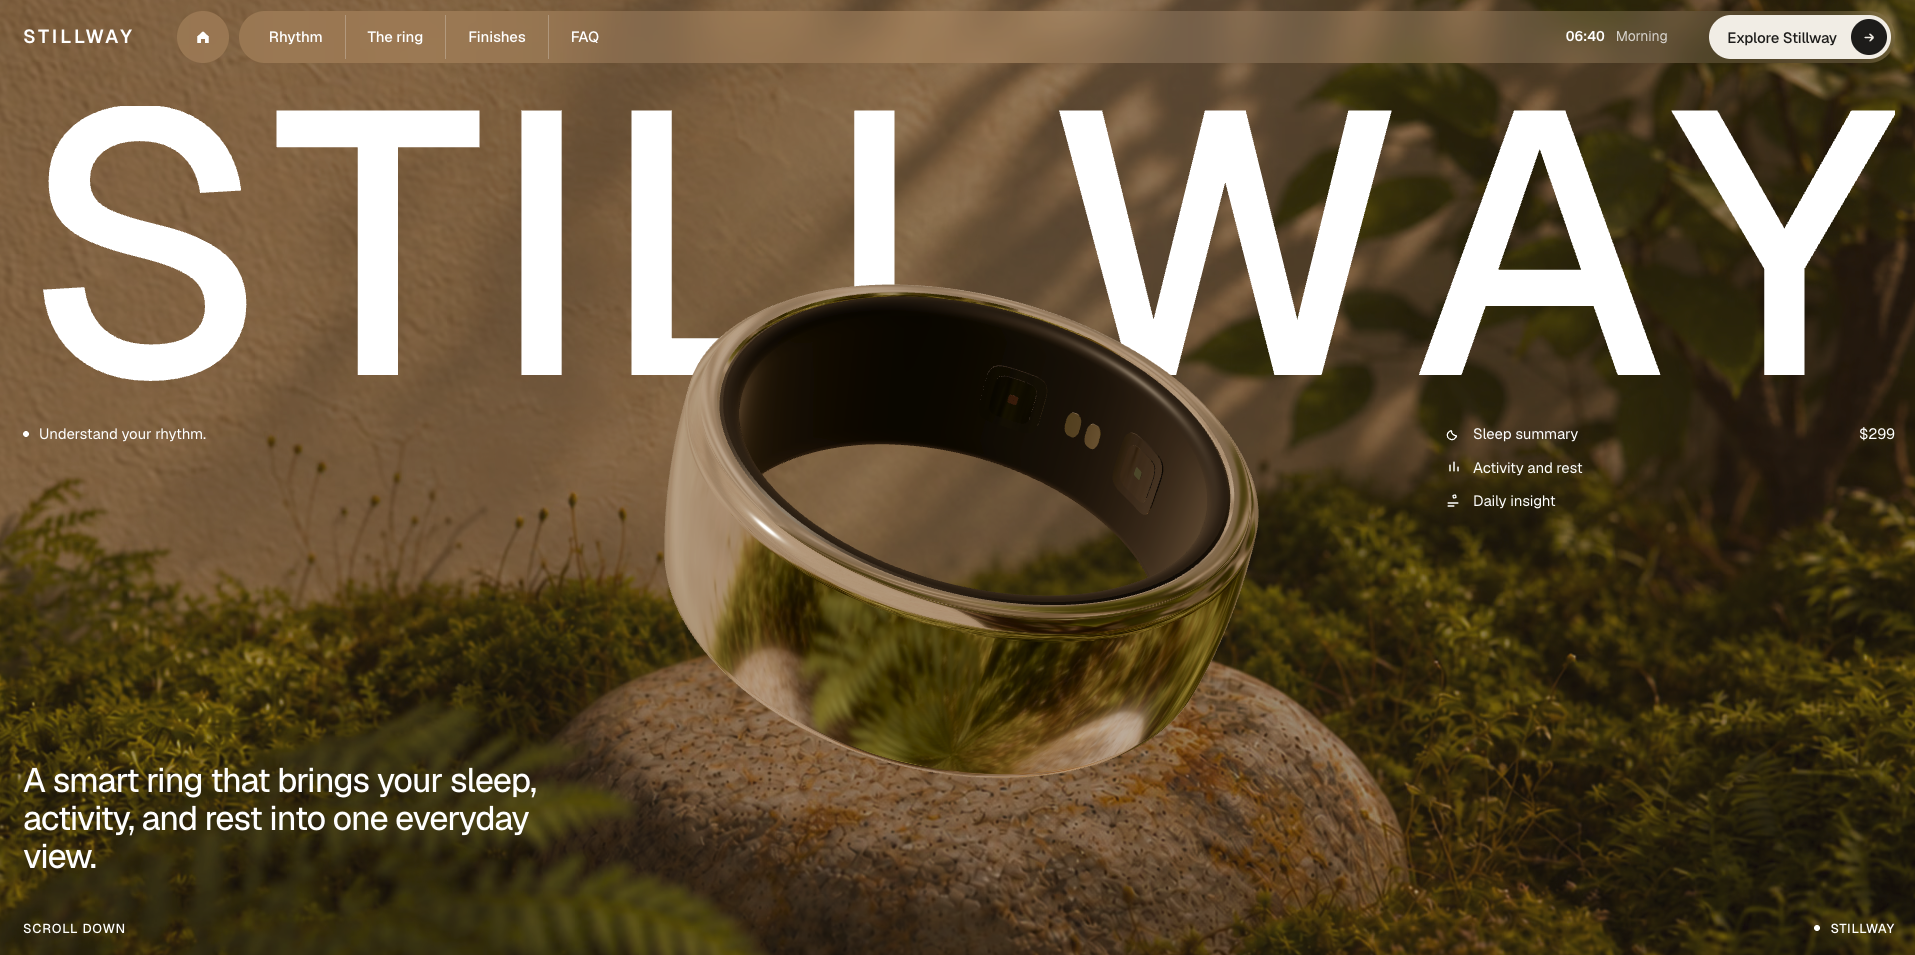 STILLWAY
Rhythm
The ring
Finishes
FAQ
06:40 Morning
Explore Stillway
STILLWAY
Understand your rhythm.
Sleep summary
$299
Activity and rest
Daily insight
A smart ring that brings your sleep,
activity, and rest into one everyday
view.
SCROLL DOWN
STILLWAY